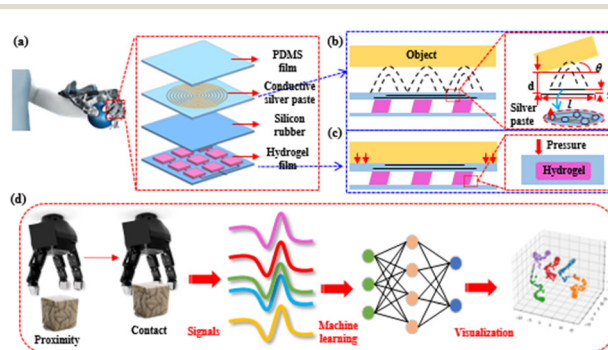 (a)
PDMS
film
Conductive
silver paste
Silicon
rubber
Hydrogel
film
(b)
Object
θ
d
l
Silver
paste
(c)
Pressure
Hydrogel
(d)
Proximity
Contact
Signals
Machine
learning
Visualization